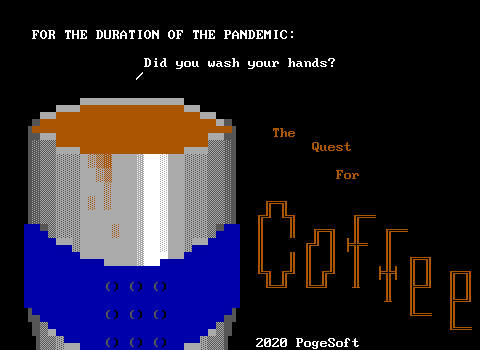 FOR THE DURATION OF THE PANDEMIC:
Did you wash your hands?
The
Quest
For
Coffee
2020 PogeSoft